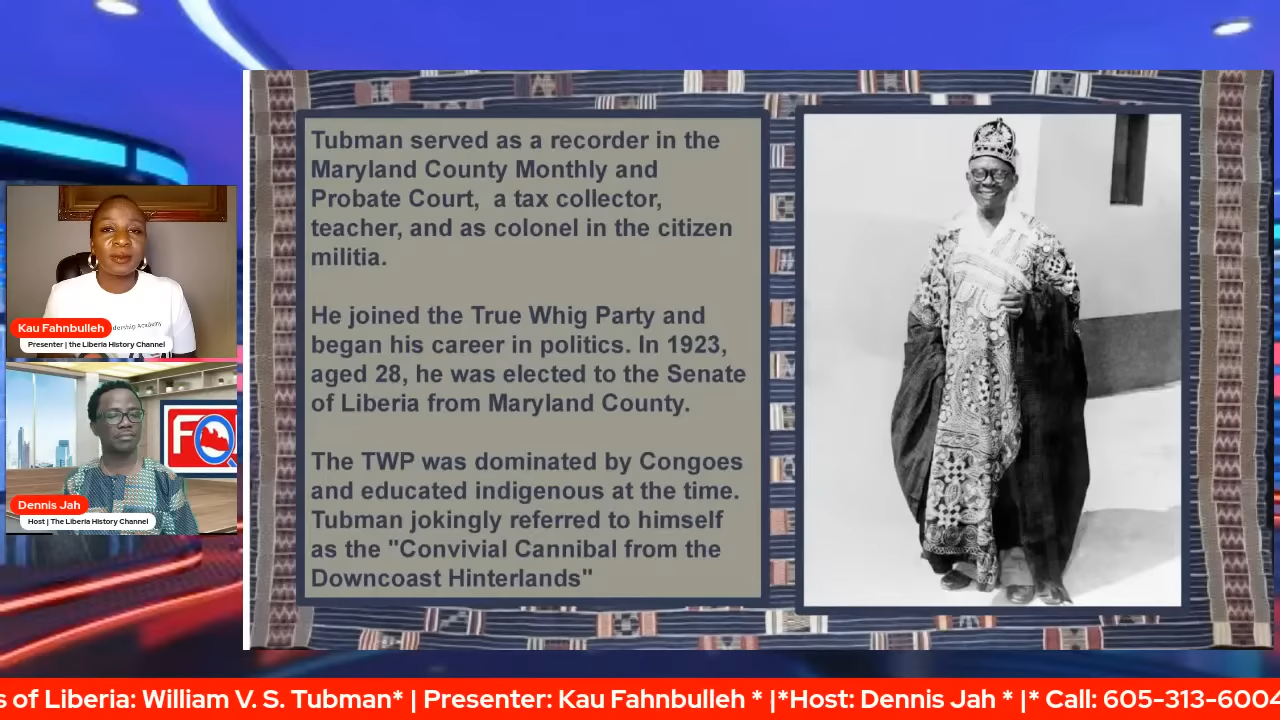 Tubman served as a recorder in the
Maryland County Monthly and
Probate Court, a tax collector,
teacher, and as colonel in the citizen
militia.
He joined the True Whig Party and
began his career in politics. In 1923,
aged 28, he was elected to the Senate
of Liberia from Maryland County.
The TWP was dominated by Congoes
and educated indigenous at the time.
Tubman jokingly referred to himself
as the "Convivial Cannibal from the
Downcoast Hinterlands"
dership Academy
Kau Fahnbulleh
Presenter | the Liberia History Channel
FQ
Dennis Jah
Host | The Liberia History Channel
s of Liberia: William V. S. Tubman* | Presenter: Kau Fahnbulleh * |*Host: Dennis Jah * |* Call: 605-313-6004